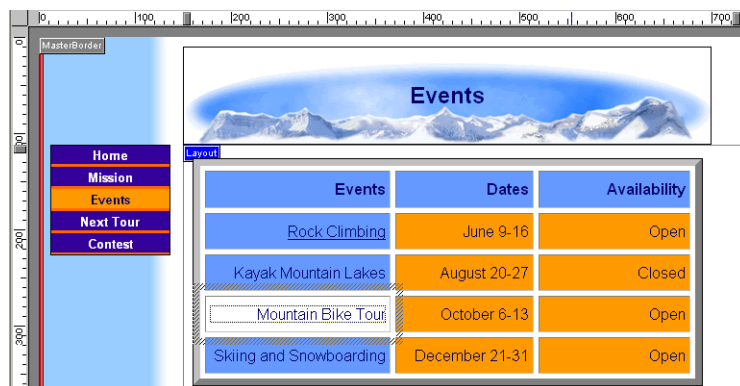 0 100 200 300 400 500 600 700
MasterBorder
0
Events
100
Layout
Home
Mission
Events
Next Tour
Contest
Events Dates Availability
Rock Climbing June 9-16 Open
200
Kayak Mountain Lakes August 20-27 Closed
Mountain Bike Tour October 6-13 Open
300
Skiing and Snowboarding December 21-31 Open